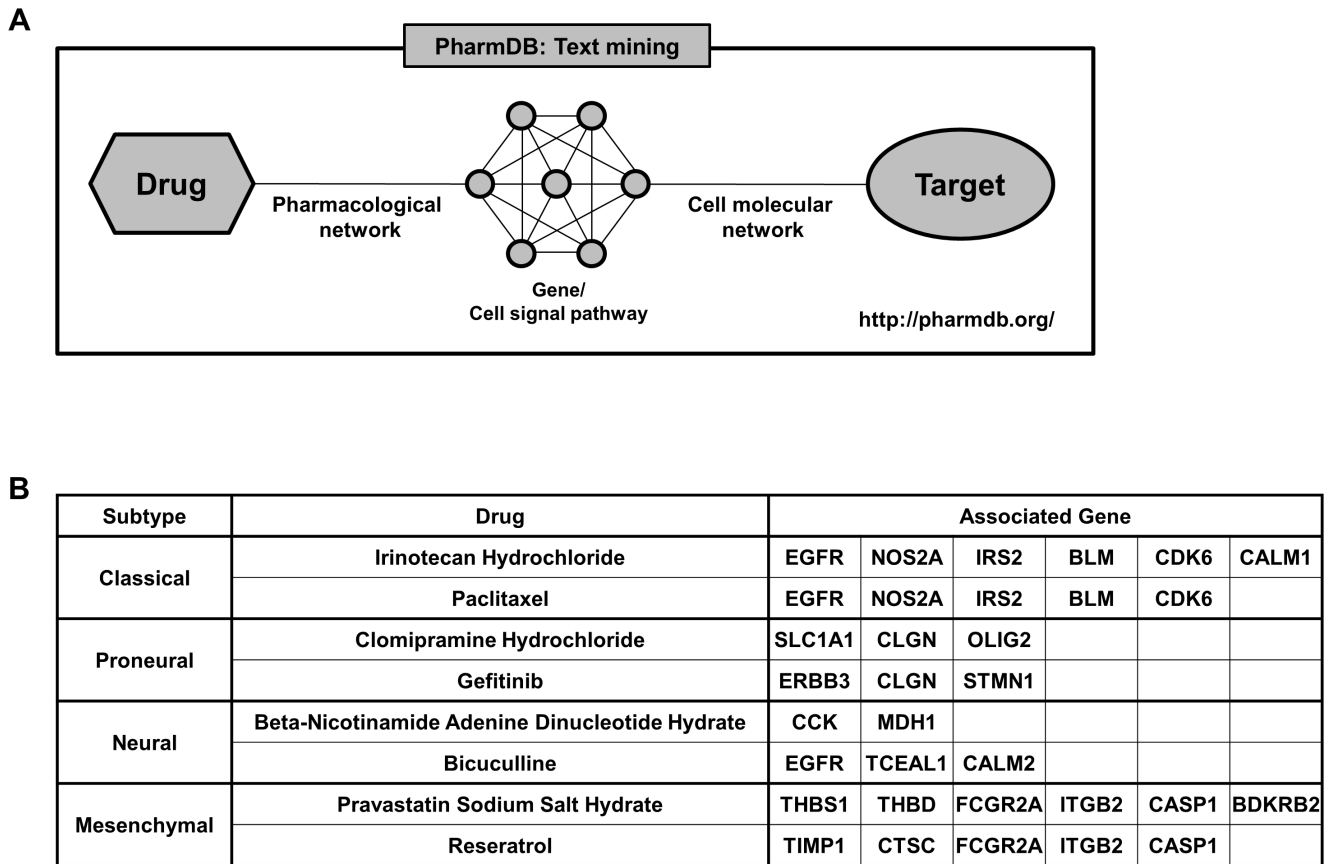 A
PharmDB: Text mining
Drug
Pharmacological
network
Gene/
Cell signal pathway
Cell molecular
network
Target
http://pharmdb.org/
B
Subtype Drug Associated Gene
Classical
Irinotecan Hydrochloride EGFR NOS2A IRS2 BLM CDK6 CALM1
Paclitaxel EGFR NOS2A IRS2 BLM CDK6
Proneural
Clomipramine Hydrochloride SLC1A1 CLGN OLIG2
Gefitinib ERBB3 CLGN STMN1
Neural
Beta-Nicotinamide Adenine Dinucleotide Hydrate CCK MDH1
Bicuculline EGFR TCEAL1 CALM2
Mesenchymal
Pravastatin Sodium Salt Hydrate THBS1 THBD FCGR2A ITGB2 CASP1 BDKRB2
Reseratrol TIMP1 CTSC FCGR2A ITGB2 CASP1